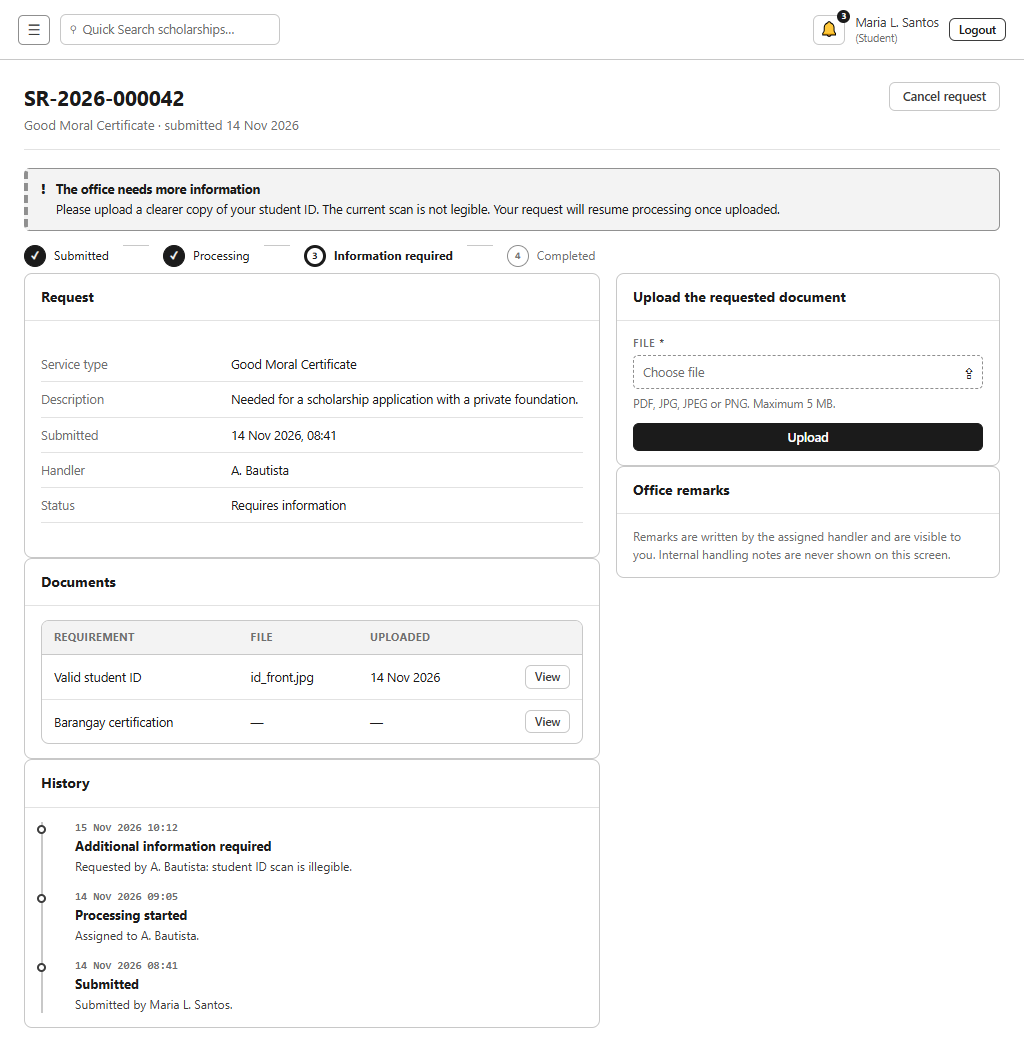 ☰
Quick Search scholarships...
3
Maria L. Santos
(Student)
Logout
SR-2026-000042
Good Moral Certificate · submitted 14 Nov 2026
Cancel request
! The office needs more information
Please upload a clearer copy of your student ID. The current scan is not legible. Your request will resume processing once uploaded.
✓ Submitted ✓ Processing 3 Information required 4 Completed
Request
Service type Good Moral Certificate
Description Needed for a scholarship application with a private foundation.
Submitted 14 Nov 2026, 08:41
Handler A. Bautista
Status Requires information
Documents
REQUIREMENT FILE UPLOADED
Valid student ID id_front.jpg 14 Nov 2026 View
Barangay certification — — View
History
15 Nov 2026 10:12
Additional information required
Requested by A. Bautista: student ID scan is illegible.
14 Nov 2026 09:05
Processing started
Assigned to A. Bautista.
14 Nov 2026 08:41
Submitted
Submitted by Maria L. Santos.
Upload the requested document
FILE *
Choose file
PDF, JPG, JPEG or PNG. Maximum 5 MB.
Upload
Office remarks
Remarks are written by the assigned handler and are visible to
you. Internal handling notes are never shown on this screen.